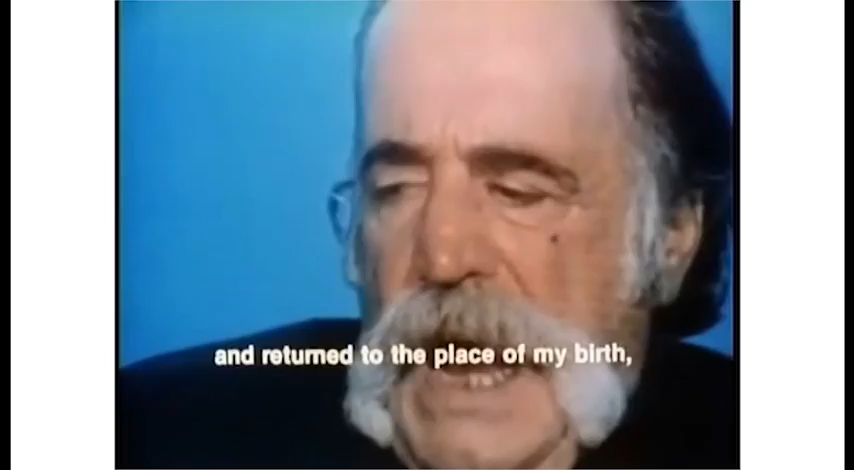 and returned to the place of my birth,